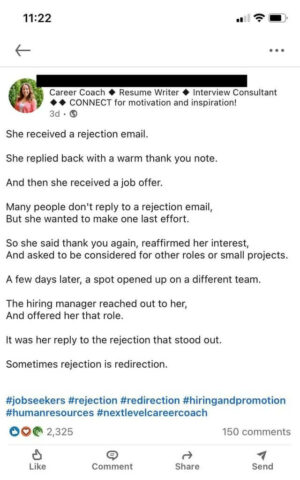 11:22
Career Coach ◆ Resume Writer ◆ Interview Consultant
◆◆ CONNECT for motivation and inspiration!
3d •
She received a rejection email.
She replied back with a warm thank you note.
And then she received a job offer.
Many people don't reply to a rejection email,
But she wanted to make one last effort.
So she said thank you again, reaffirmed her interest,
And asked to be considered for other roles or small projects.
A few days later, a spot opened up on a different team.
The hiring manager reached out to her,
And offered her that role.
It was her reply to the rejection that stood out.
Sometimes rejection is redirection.
#jobseekers #rejection #redirection #hiringandpromotion
#humanresources #nextlevelcareercoach
2,325 150 comments
Like Comment Share Send